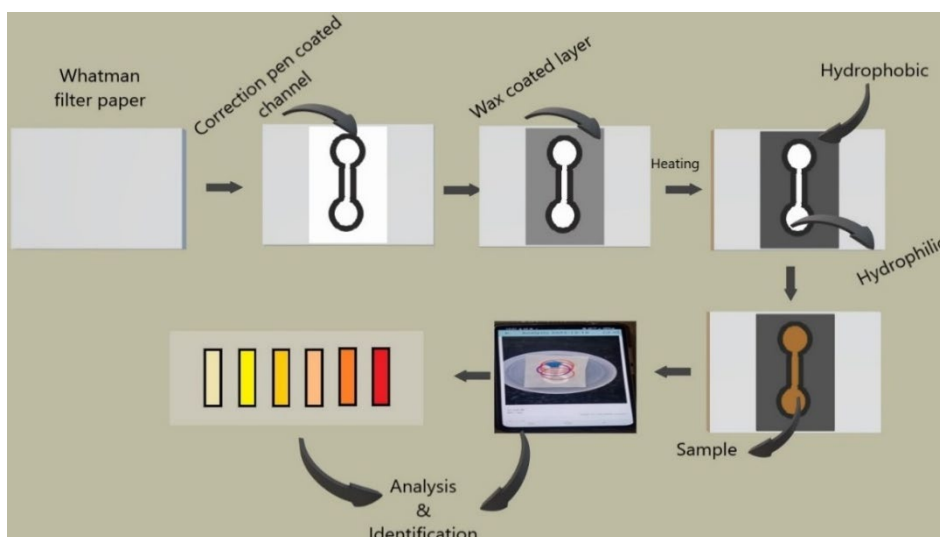 Whatman
filter paper
Correction pen coated
channel
Wax coated layer
Hydrophobic
Heating
Hydrophilic
Sample
Analysis
&
Identification